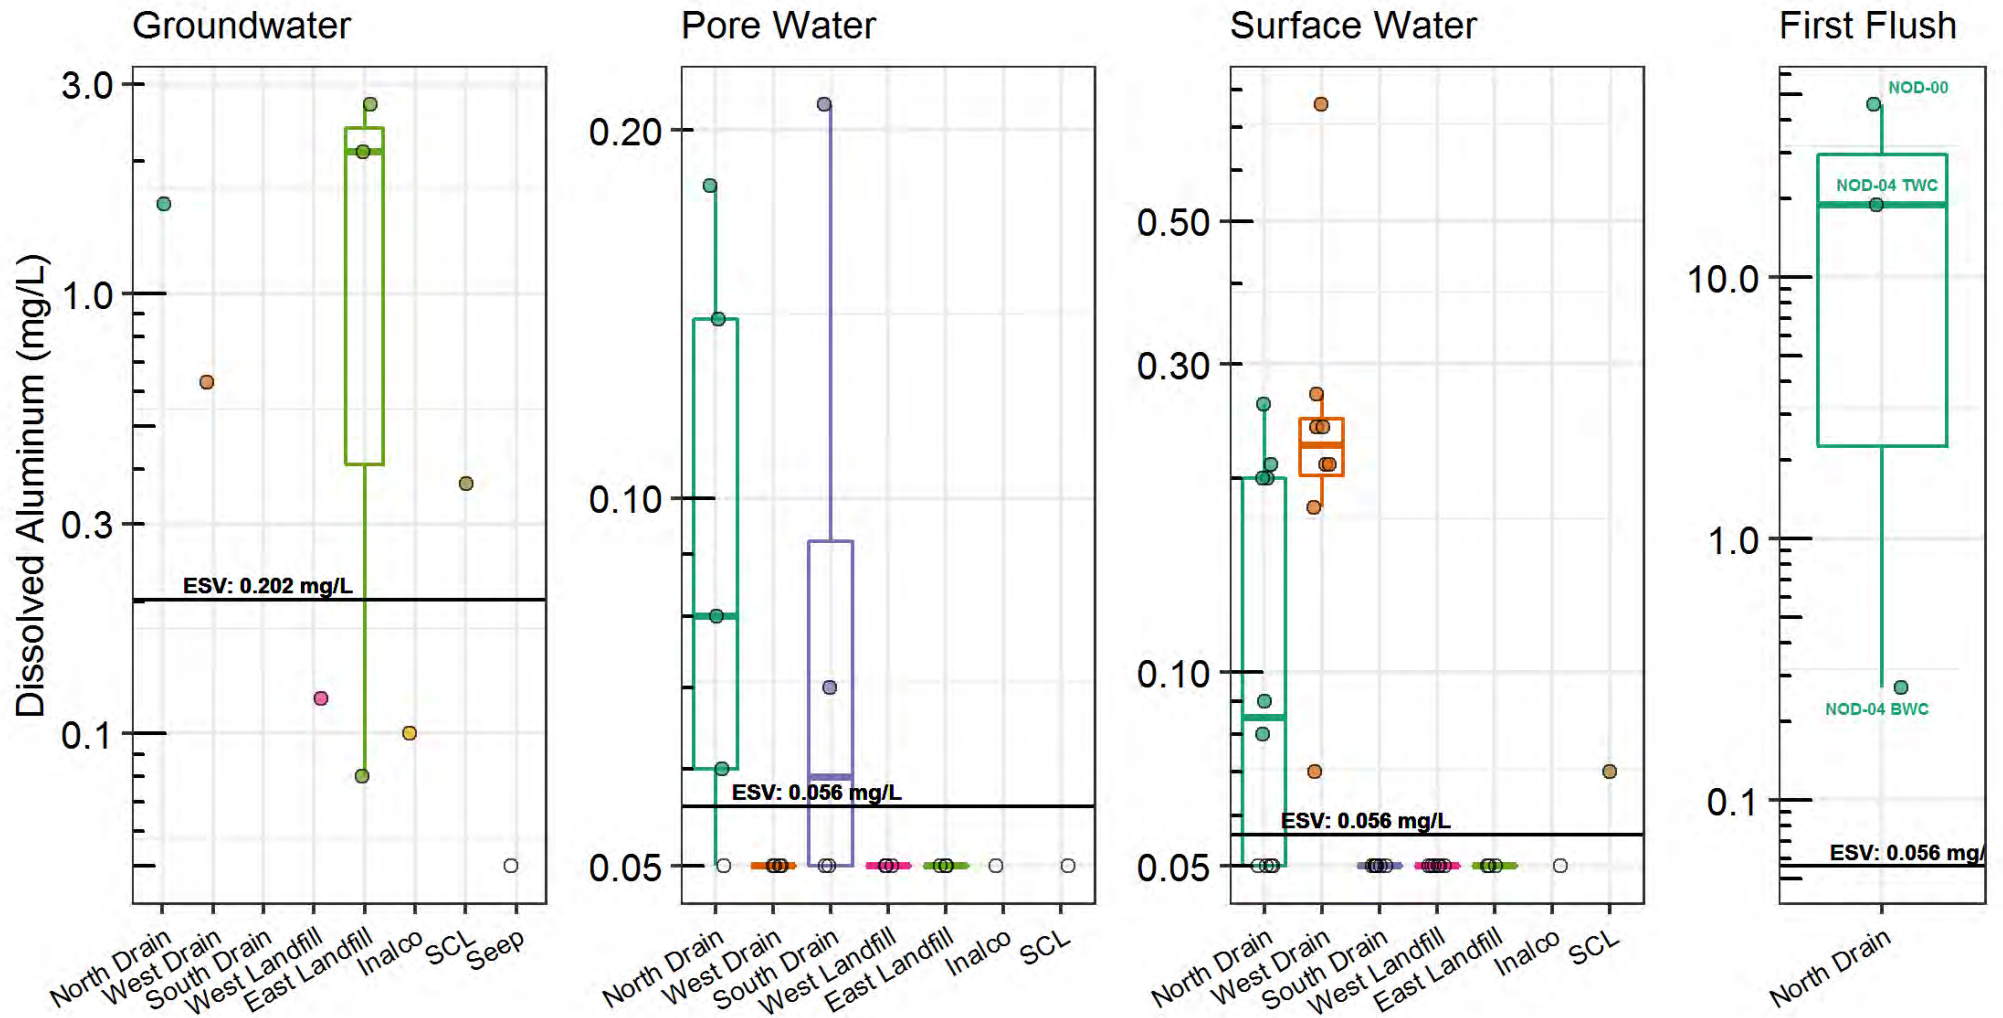 Groundwater
Pore Water
Surface Water
First Flush
Dissolved Aluminum (mg/L)
3.0
1.0
0.3
0.1
ESV: 0.202 mg/L
North Drain
West Drain
South Drain
West Landfill
East Landfill
Inalco
SCL
Seep
0.20
0.10
0.05
ESV: 0.056 mg/L
North Drain
West Drain
South Drain
West Landfill
East Landfill
Inalco
SCL
0.50
0.30
0.10
0.05
ESV: 0.056 mg/L
North Drain
West Drain
South Drain
West Landfill
East Landfill
Inalco
SCL
10.0
1.0
0.1
NOD-00
NOD-04 TWC
NOD-04 BWC
ESV: 0.056 mg/
North Drain